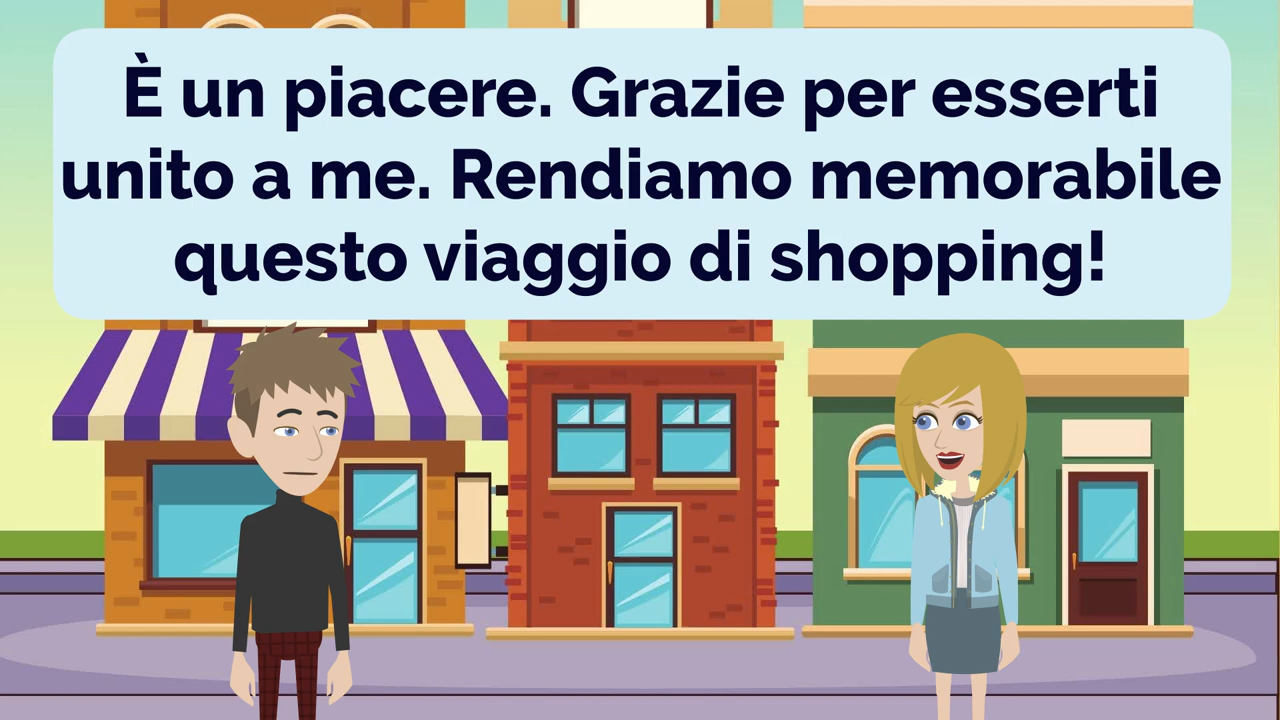 È un piacere. Grazie per esserti
unito a me. Rendiamo memorabile
questo viaggio di shopping!